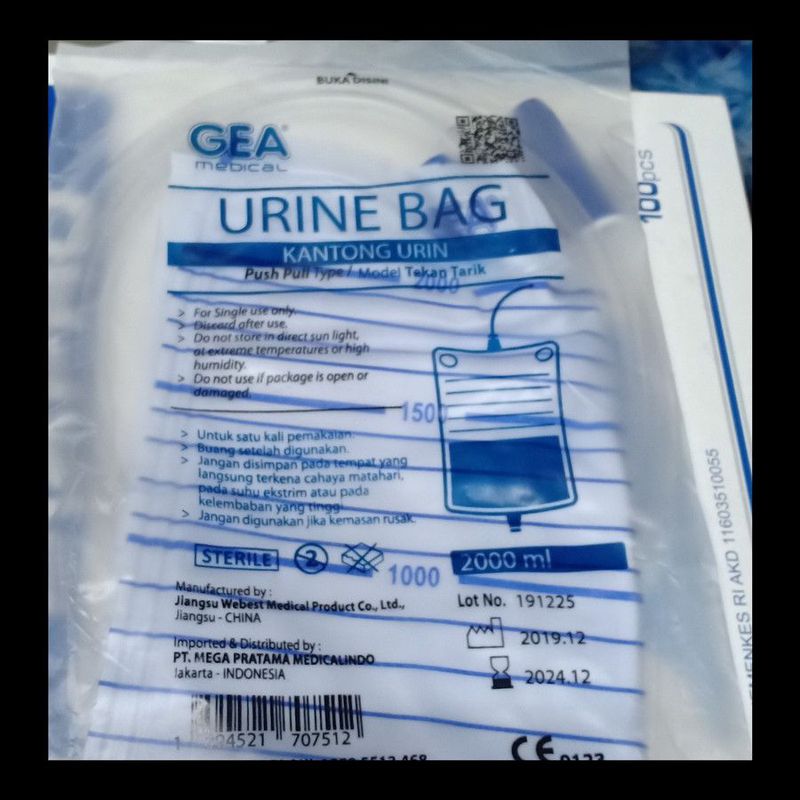 BUKA DISINI
GEA
medical
URINE BAG
KANTONG URIN
Push Pull Type / Model Tekan Tarik
2000
> For Single use only.
> Discard after use.
> Do not store in direct sun light,
at extreme temperatures or high
humidity.
> Do not use if package is open or
damaged.
1500
> Untuk satu kali pemakaian.
> Buang setelah digunakan.
> Jangan disimpan pada tempat yang
langsung terkena cahaya matahari,
pada suhu ekstrim atau pada
kelembaban yang tinggi
> Jangan digunakan jika kemasan rusak.
STERILE
2
1000
2000 ml
Manufactured by :
Jiangsu Webest Medical Product Co., Ltd.,
Jiangsu - CHINA
Lot No. 191225
2019.12
2024.12
Imported & Distributed by :
PT. MEGA PRATAMA MEDICALINDO
Jakarta - INDONESIA
707512
CE
100pcs
RI AKD 11603510055